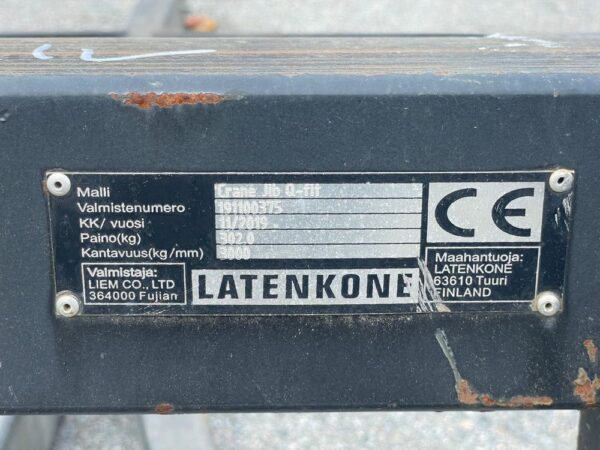 Malli Crane Jib Q-fit
Valmistenumero 191100375
KK/ vuosi 11/2019
Paino(kg) 302.0
Kantavuus(kg/mm) 3000
CE
Valmistaja:
LIEM CO., LTD
364000 Fujian
LATENKONE
Maahantuoja:
LATENKONE
63610 Tuuri
FINLAND